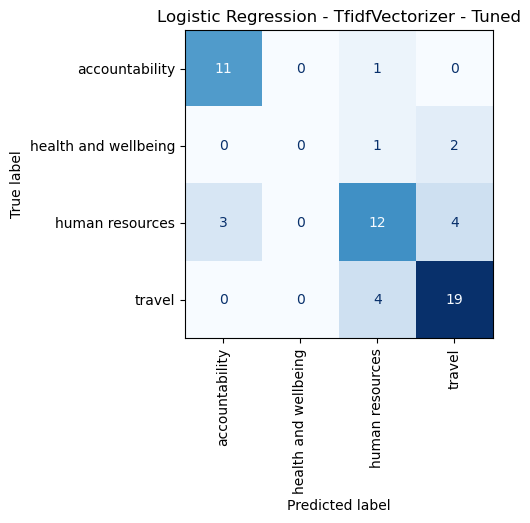 Logistic Regression - TfidfVectorizer - Tuned
accountability 11 0 1 0
health and wellbeing 0 0 1 2
human resources 3 0 12 4
travel 0 0 4 19
True label
accountability
health and wellbeing
human resources
travel
Predicted label